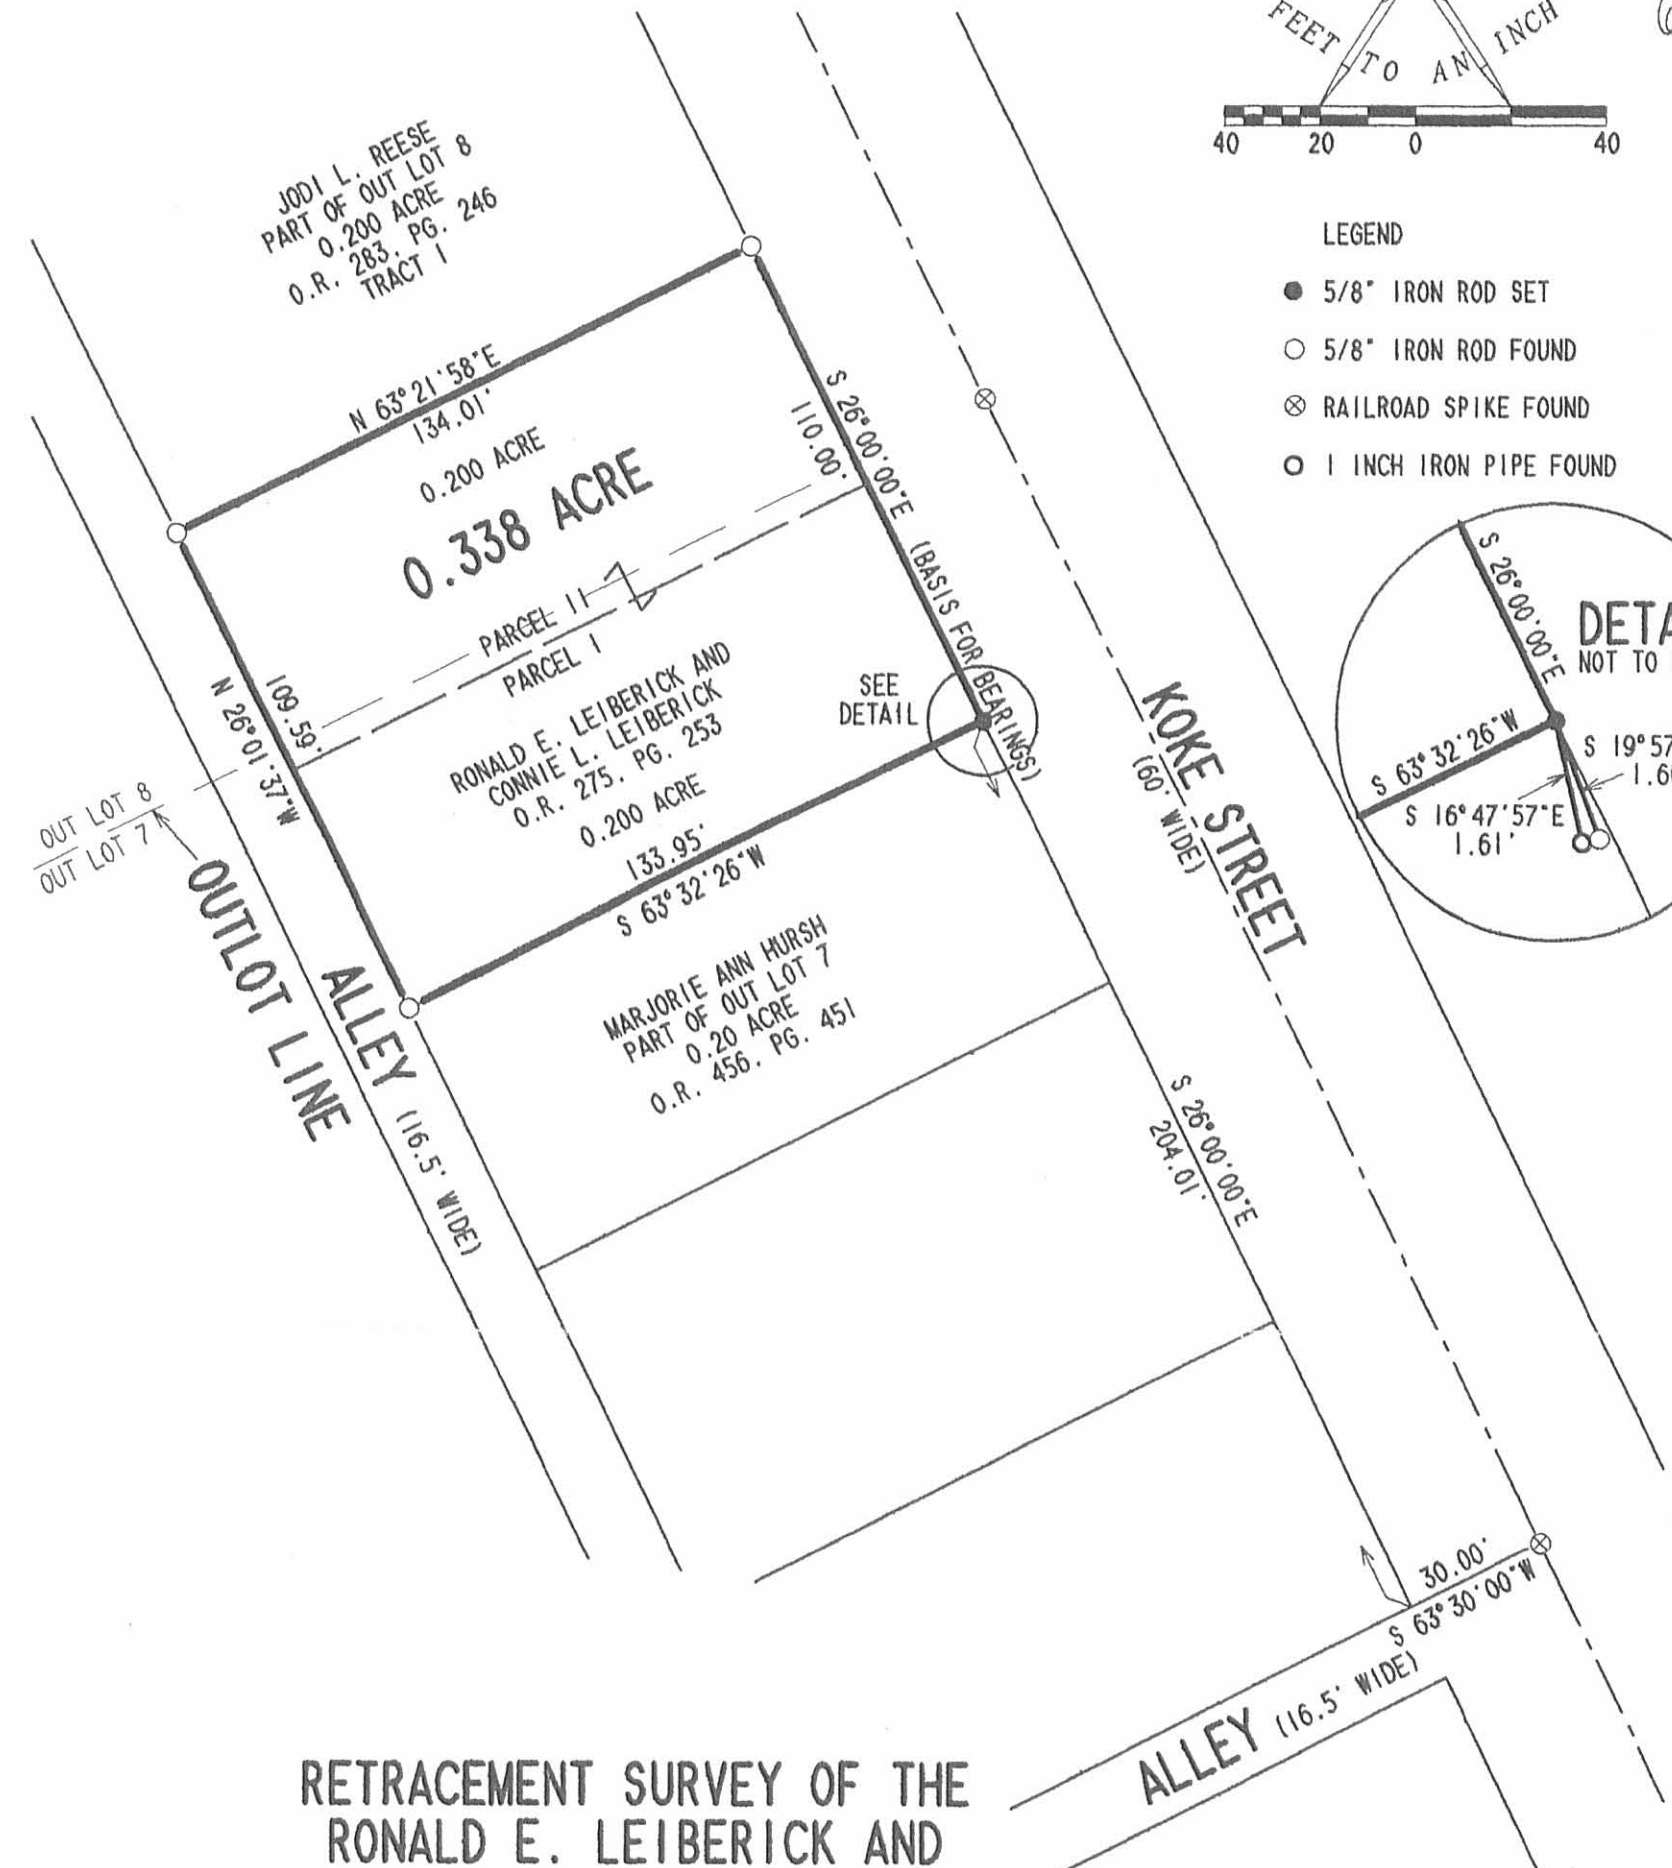 FEET TO AN INCH
40 20 0 40
LEGEND
5/8" IRON ROD SET
5/8" IRON ROD FOUND
RAILROAD SPIKE FOUND
1 INCH IRON PIPE FOUND
JODI L. REESE
PART OF OUT LOT 8
0.200 ACRE
O.R. 283, PG. 246
TRACT I
N 63°21'58"E
134.01'
0.200 ACRE
0.338 ACRE
S 26°00'00"E (BASIS FOR BEARINGS)
110.00'
PARCEL II
PARCEL I
109.59'
N 26°01'37"W
RONALD E. LEIBERICK AND
CONNIE L. LEIBERICK
O.R. 275, PG. 253
0.200 ACRE
133.95'
S 63°32'26"W
SEE
DETAIL
OUT LOT 8
OUT LOT 7
OUTLOT LINE
ALLEY (16.5' WIDE)
MARJORIE ANN HURSH
PART OF OUT LOT 7
0.20 ACRE
O.R. 456, PG. 451
KOKE STREET
(60' WIDE)
S 26°00'00"E
DETA
NOT TO
S 63°32'26"W
S 19°57
1.6
S 16°47'57"E
1.61'
S 26°00'00"E
204.01'
30.00'
S 63°30'00"W
ALLEY (16.5' WIDE)
RETRACEMENT SURVEY OF THE
RONALD E. LEIBERICK AND